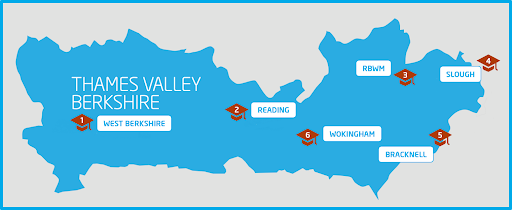 THAMES VALLEY
BERKSHIRE
1 WEST BERKSHIRE
2 READING
RBWM 3
SLOUGH 4
6 WOKINGHAM
BRACKNELL 5